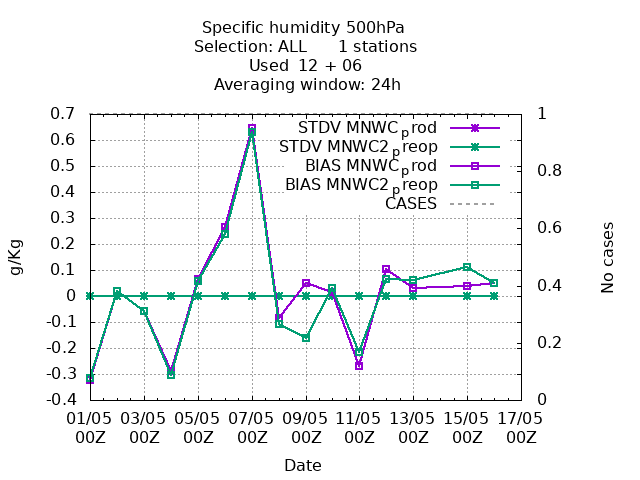 Specific humidity 500hPa
Selection: ALL      1 stations
Used  12 + 06
Averaging window: 24h
0.7
0.6
0.5
0.4
0.3
0.2
0.1
0
-0.1
-0.2
-0.3
-0.4
1
0.8
0.6
0.4
0.2
0
g/Kg
No cases
STDV MNWCprod
STDV MNWC2preop
BIAS MNWCprod
BIAS MNWC2preop
CASES
01/05 03/05 05/05 07/05 09/05 11/05 13/05 15/05 17/05
00Z 00Z 00Z 00Z 00Z 00Z 00Z 00Z 00Z
Date